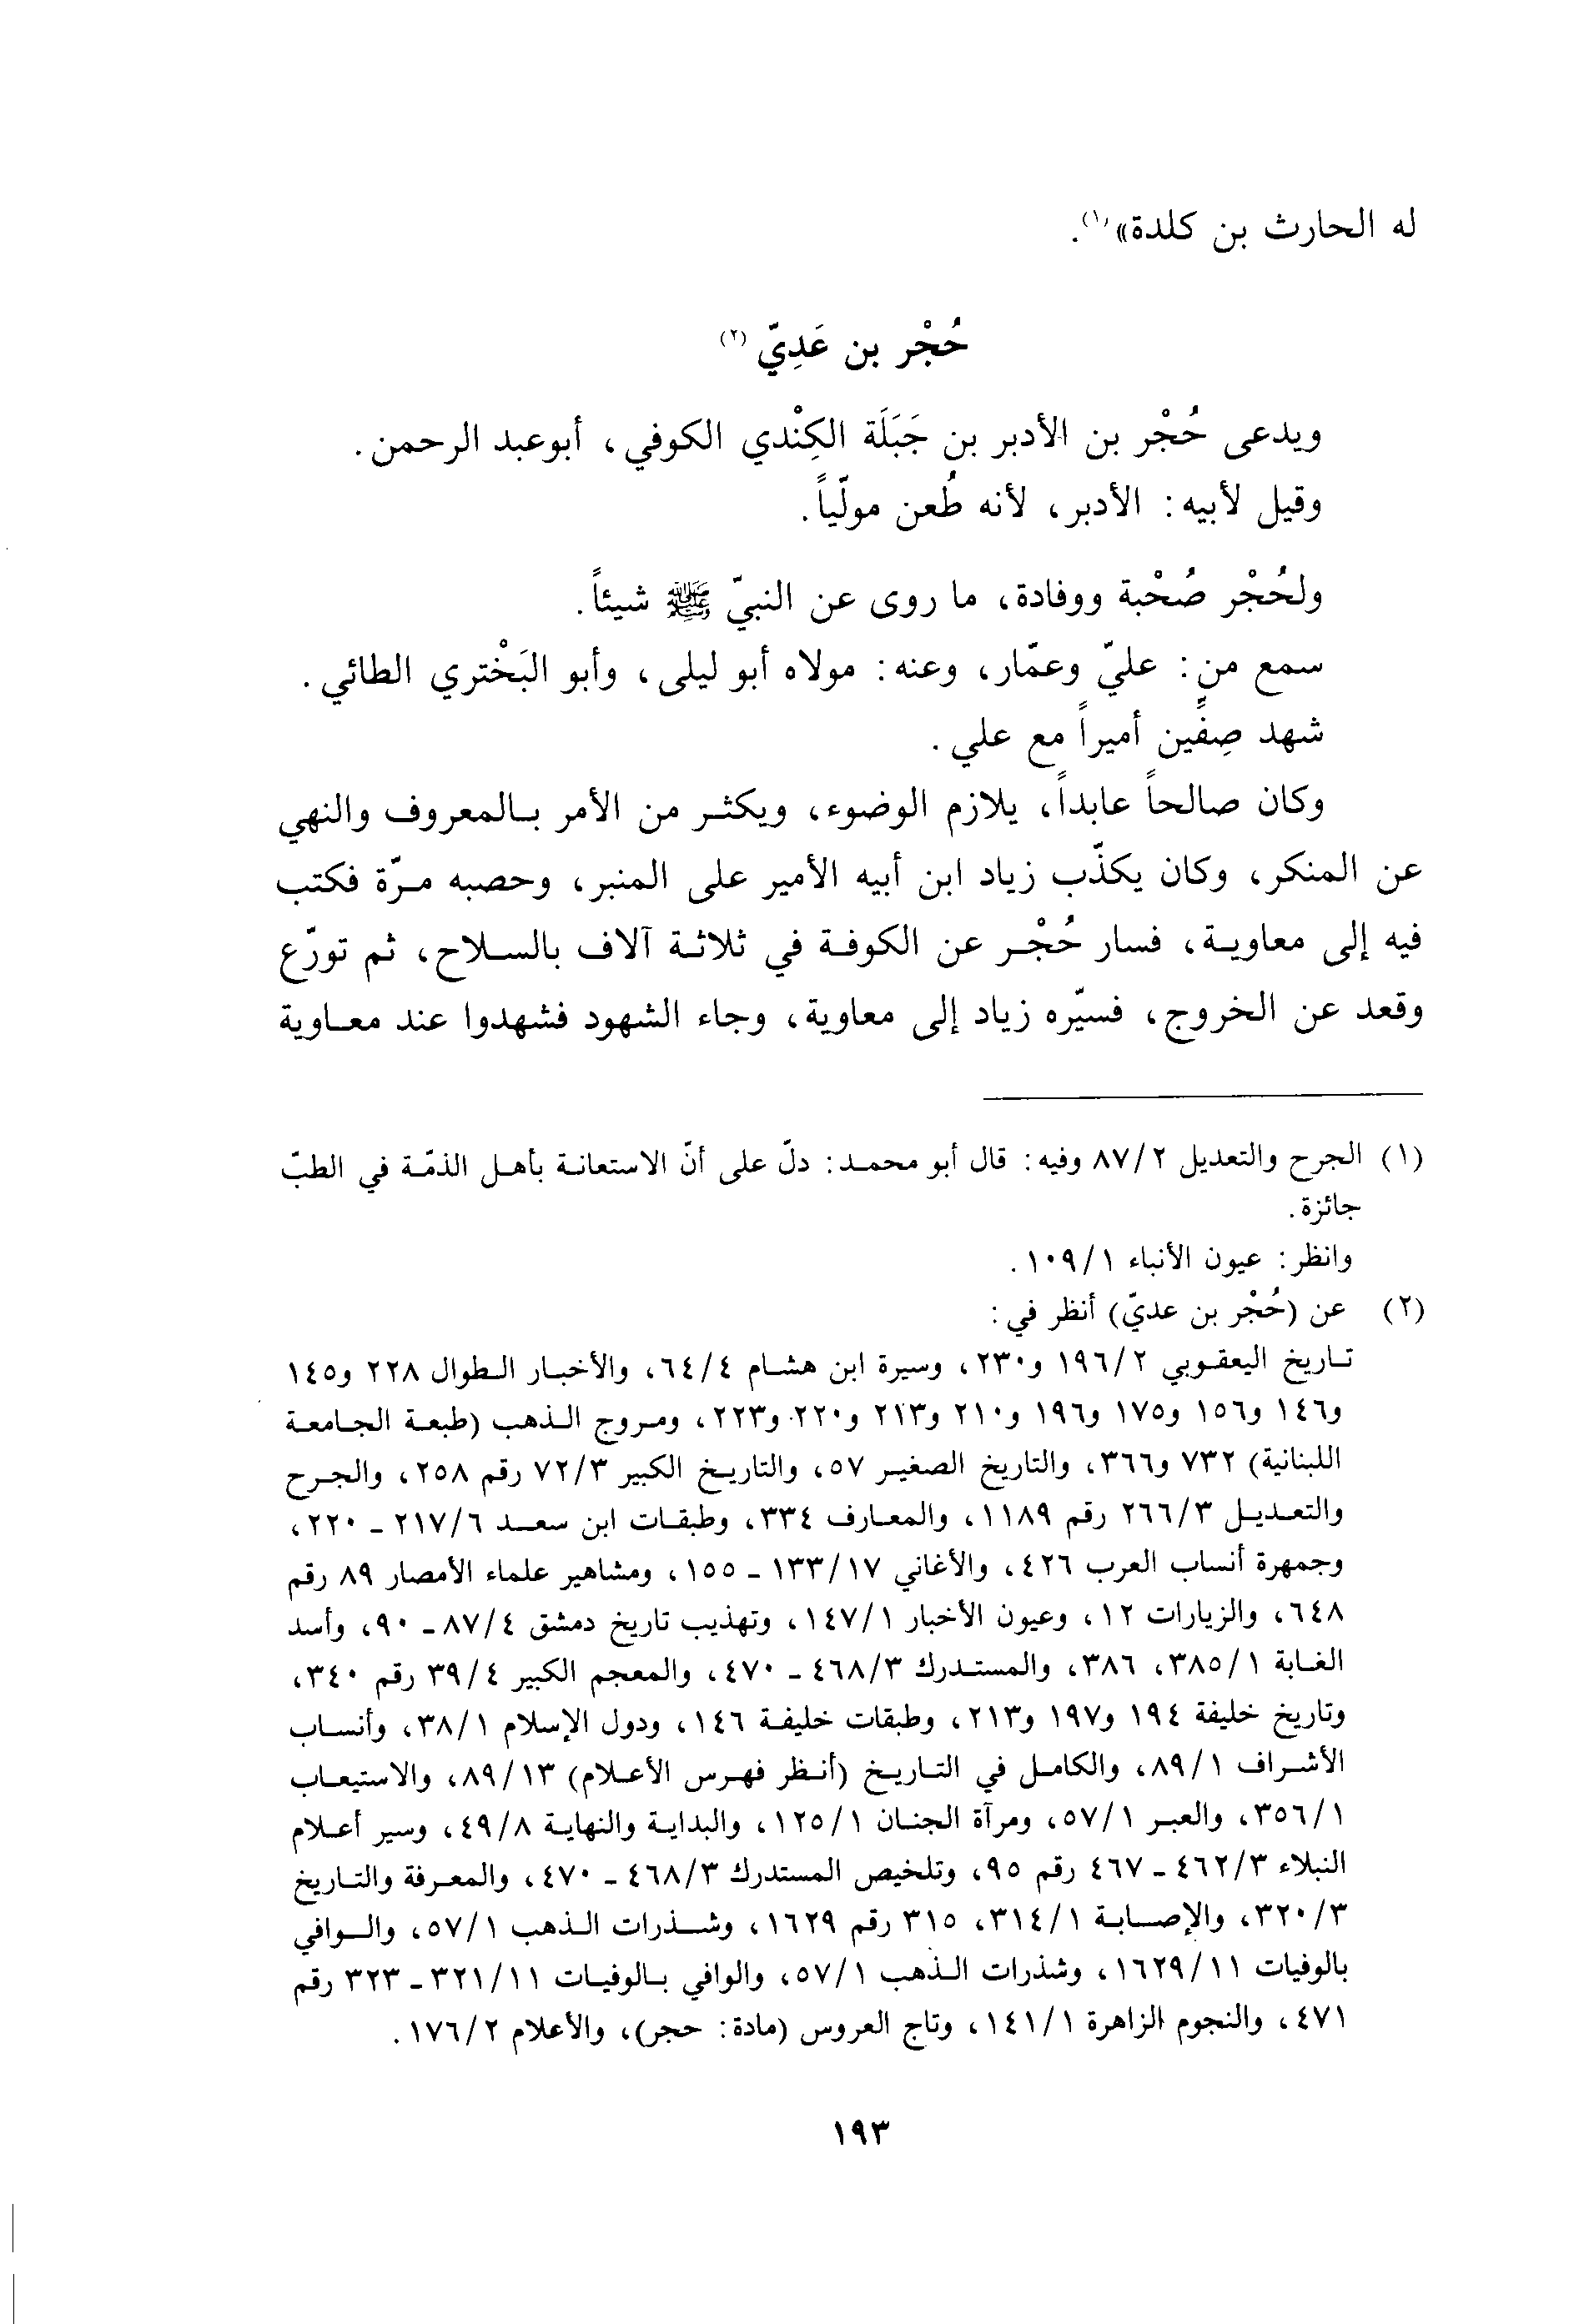 له الحارث بن كلدة»(١).
حُجْر بن عَدِيّ (٢)
ويدعى حُجْر بن الأدبر بن جَبَلَة الكِنْدي الكوفي، أبوعبد الرحمن.
وقيل لأبيه: الأدبر، لأنه طُعن مولّياً.
ولحُجْر صُحْبة ووفادة، ما روى عن النبيّ ﷺ شيئاً.
سمع من: عليّ وعمّار، وعنه: مولاه أبو ليلى، وأبو البَخْتري الطائي.
شهد صِفِّين أميراً مع علي.
وكان صالحاً عابداً، يلازم الوضوء، ويكثر من الأمر بالمعروف والنهي
عن المنكر، وكان يكذّب زياد ابن أبيه الأمير على المنبر، وحصبه مرّة فكتب
فيه إلى معاوية، فسار حُجْر عن الكوفة في ثلاثة آلاف بالسلاح، ثم تورّع
وقعد عن الخروج، فسيّره زياد إلى معاوية، وجاء الشهود فشهدوا عند معاوية
(١) الجرح والتعديل ٨٧/٢ وفيه: قال أبو محمد: دلّ على أنّ الاستعانة بأهل الذمّة في الطبّ
جائزة.
وانظر: عيون الأنباء ١٠٩/١.
(٢) عن (حُجْر بن عديّ) أنظر في:
تاريخ اليعقوبي ١٩٦/٢ و٢٣٠، وسيرة ابن هشام ٦٤/٤، والأخبار الطوال ٢٢٨ و١٤٥
و١٤٦ و١٥٦ و١٧٥ و١٩٦ و٢١٠ و٢١٣ و٢٢٠ و٢٢٣، ومروج الذهب (طبعة الجامعة
اللبنانية) ٧٣٢ و٣٦٦، والتاريخ الصغير ٥٧، والتاريخ الكبير ٧٢/٣ رقم ٢٥٨، والجرح
والتعديل ٢٦٦/٣ رقم ١١٨٩، والمعارف ٣٣٤، وطبقات ابن سعد ٢١٧/٦ - ٢٢٠،
وجمهرة أنساب العرب ٤٢٦، والأغاني ١٣٣/١٧ - ١٥٥، ومشاهير علماء الأمصار ٨٩ رقم
٦٤٨، والزيارات ١٢، وعيون الأخبار ١٤٧/١، وتهذيب تاريخ دمشق ٨٧/٤ - ٩٠، وأسد
الغابة ٣٨٥/١، ٣٨٦، والمستدرك ٤٦٨/٣ - ٤٧٠، والمعجم الكبير ٣٩/٤ رقم ٣٤٠،
وتاريخ خليفة ١٩٤ و١٩٧ و٢١٣، وطبقات خليفة ١٤٦، ودول الإسلام ٣٨/١، وأنساب
الأشراف ٨٩/١، والكامل في التاريخ (أنظر فهرس الأعلام) ٨٩/١٣، والاستيعاب
٣٥٦/١، والعبر ٥٧/١، ومرآة الجنان ١٢٥/١، والبداية والنهاية ٤٩/٨، وسير أعلام
النبلاء ٤٦٢/٣ - ٤٦٧ رقم ٩٥، وتلخيص المستدرك ٤٦٨/٣ - ٤٧٠، والمعرفة والتاريخ
٣٢٠/٣، والإصابة ٣١٤/١، ٣١٥ رقم ١٦٢٩، وشذرات الذهب ٥٧/١، والوافي
بالوفيات ١٦٢٩/١١، وشذرات الذهب ٥٧/١، والوافي بالوفيات ٣٢١/١١ - ٣٢٣ رقم
٤٧١، والنجوم الزاهرة ١٤١/١، وتاج العروس (مادة: حجر)، والأعلام ١٧٦/٢.
١٩٣